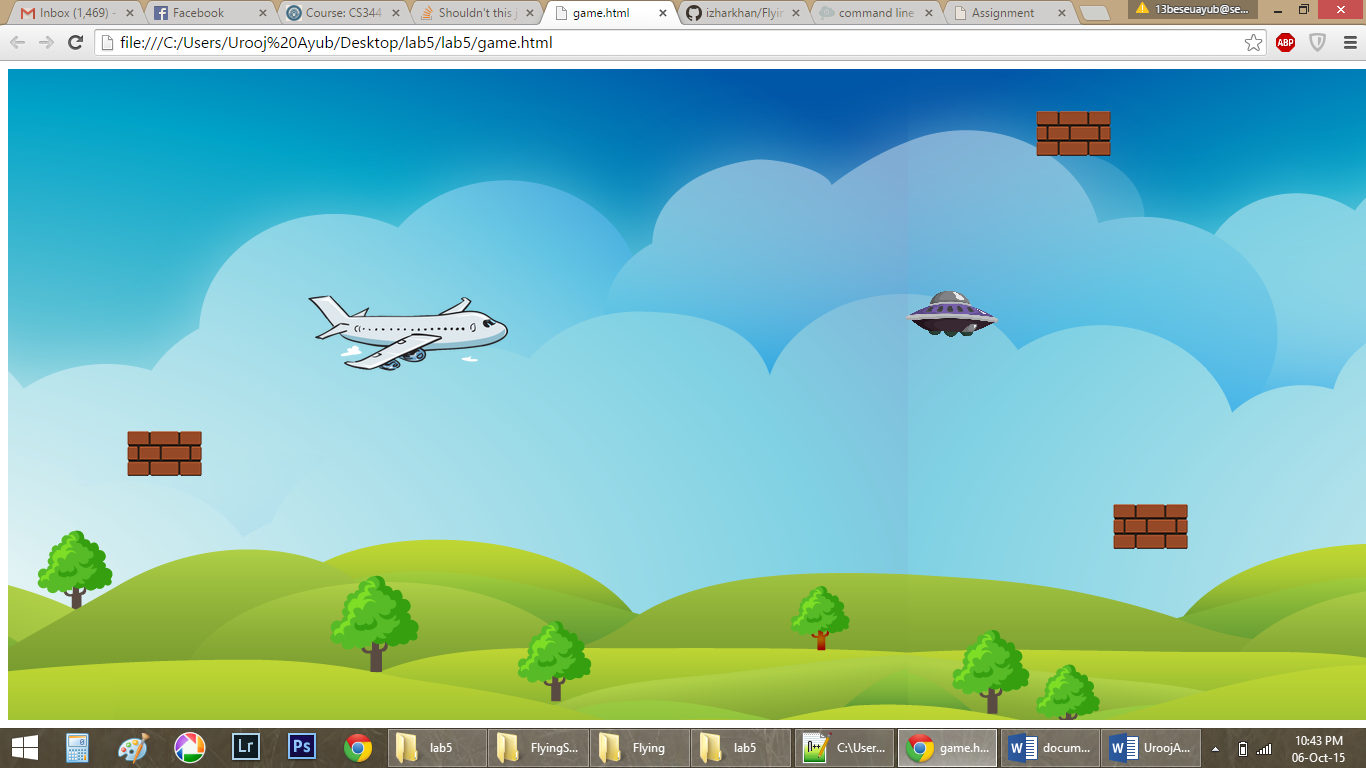 Inbox (1,469) -
Facebook
Course: CS344
Shouldn't this j
game.html
izharkhan/Flyin
command line
Assignment
13beseuayub@se...
file:///C:/Users/Urooj%20Ayub/Desktop/lab5/lab5/game.html
ABP
Lr
Ps
lab5
FlyingS...
Flying
lab5
C:\User...
game.h...
docum...
UroojA...
10:43 PM
06-Oct-15